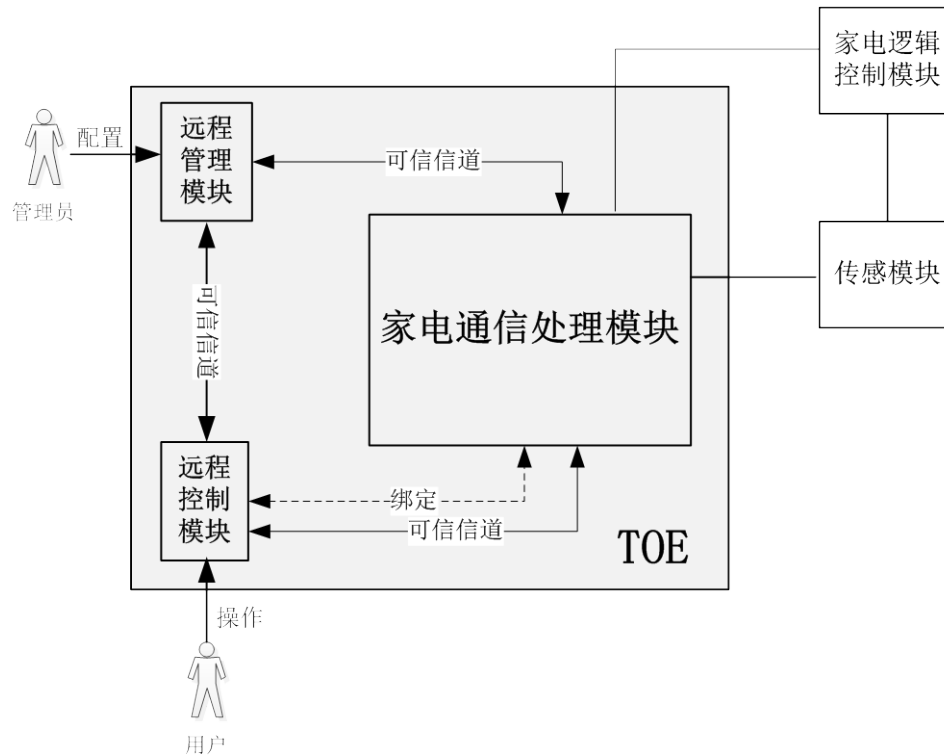 家电逻辑
控制模块
远程
管理
模块
配置
管理员
可信信道
传感模块
家电通信处理模块
可信信道
远程
控制
模块
绑定
可信信道
TOE
操作
用户